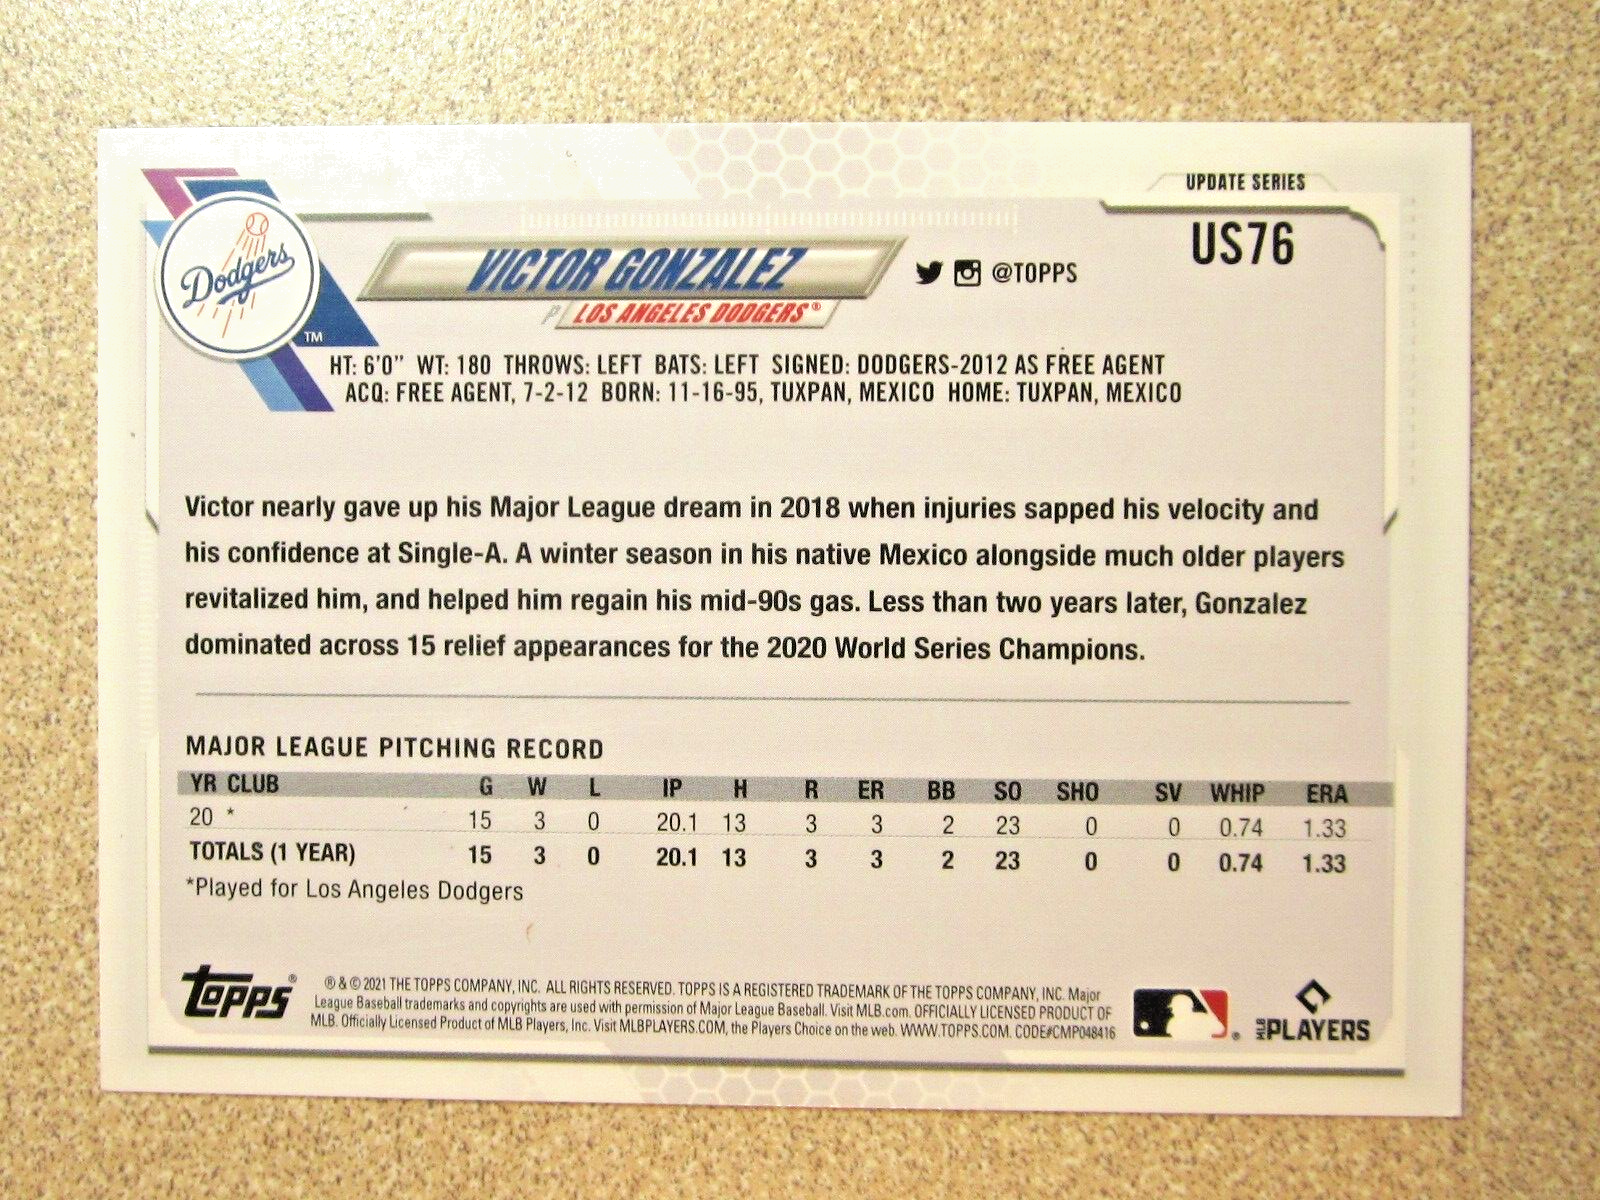 UPDATE SERIES
US76
Dodgers
TM
VICTOR GONZALEZ
@TOPPS
P LOS ANGELES DODGERS®
HT: 6'0" WT: 180 THROWS: LEFT BATS: LEFT SIGNED: DODGERS-2012 AS FREE AGENT
ACQ: FREE AGENT, 7-2-12 BORN: 11-16-95, TUXPAN, MEXICO HOME: TUXPAN, MEXICO
Victor nearly gave up his Major League dream in 2018 when injuries sapped his velocity and
his confidence at Single-A. A winter season in his native Mexico alongside much older players
revitalized him, and helped him regain his mid-90s gas. Less than two years later, Gonzalez
dominated across 15 relief appearances for the 2020 World Series Champions.
MAJOR LEAGUE PITCHING RECORD
YR CLUB G W L IP H R ER BB SO SHO SV WHIP ERA
20 * 15 3 0 20.1 13 3 3 2 23 0 0 0.74 1.33
TOTALS (1 YEAR) 15 3 0 20.1 13 3 3 2 23 0 0 0.74 1.33
*Played for Los Angeles Dodgers
Topps®
® & © 2021 THE TOPPS COMPANY, INC. ALL RIGHTS RESERVED. TOPPS IS A REGISTERED TRADEMARK OF THE TOPPS COMPANY, INC. Major
League Baseball trademarks and copyrights are used with permission of Major League Baseball. Visit MLB.com. OFFICIALLY LICENSED PRODUCT OF
MLB. Officially Licensed Product of MLB Players, Inc. Visit MLBPLAYERS.COM, the Players Choice on the web. WWW.TOPPS.COM. CODE#CMP048416
®
MLB PLAYERS